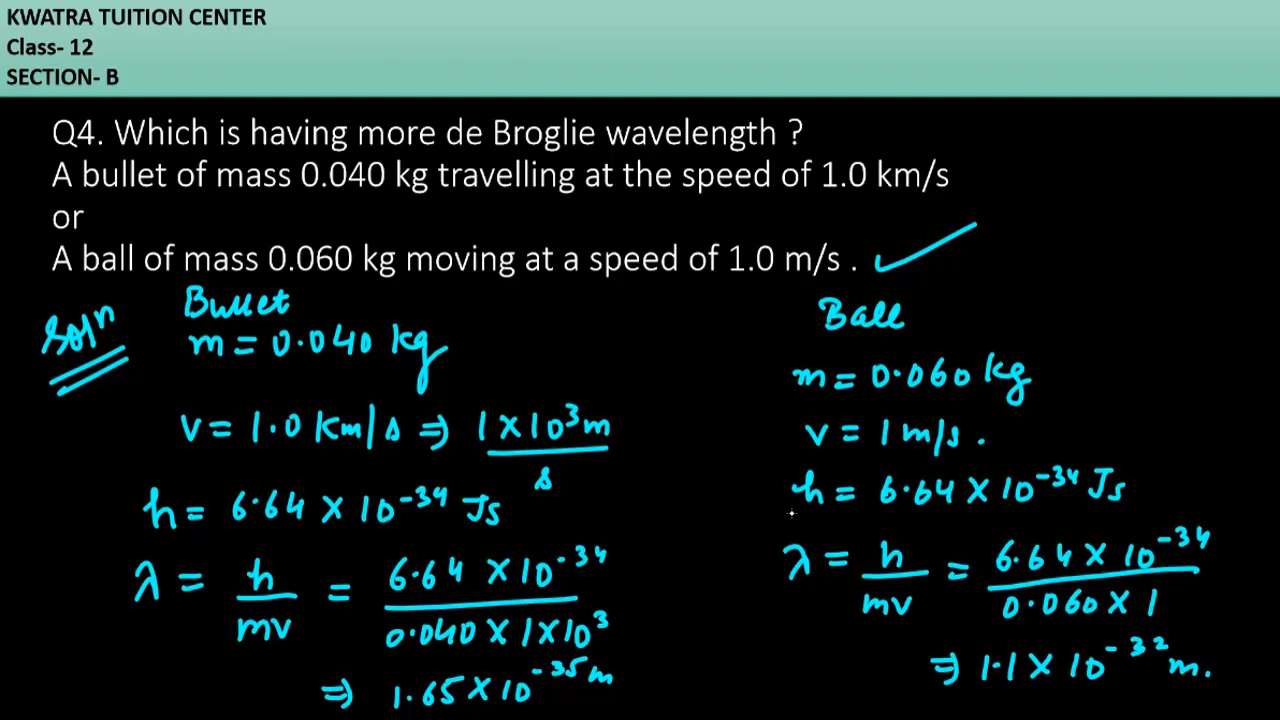 KWATRA TUITION CENTER
Class- 12
SECTION- B
Q4. Which is having more de Broglie wavelength ?
A bullet of mass 0.040 kg travelling at the speed of 1.0 km/s
or
A ball of mass 0.060 kg moving at a speed of 1.0 m/s .
Soln
Bullet
m = 0.040 kg
v = 1.0 Km/s ⇒ 1 × 10³ m / s
h = 6.64 × 10⁻³⁴ Js
λ = h / mv = 6.64 × 10⁻³⁴ / 0.040 × 1 × 10³
⇒ 1.65 × 10⁻³⁵ m
Ball
m = 0.060 kg
v = 1 m/s .
h = 6.64 × 10⁻³⁴ Js
λ = h / mv = 6.64 × 10⁻³⁴ / 0.060 × 1
⇒ 1.1 × 10⁻³² m.